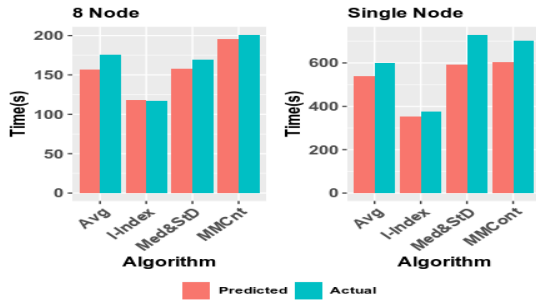 8 Node
Time(s)
200
150
100
50
0
Avg
I-Index
Med&StD
MMCnt
Algorithm
Single Node
Time(s)
600
400
200
0
Avg
I-Index
Med&StD
MMCont
Algorithm
Predicted
Actual